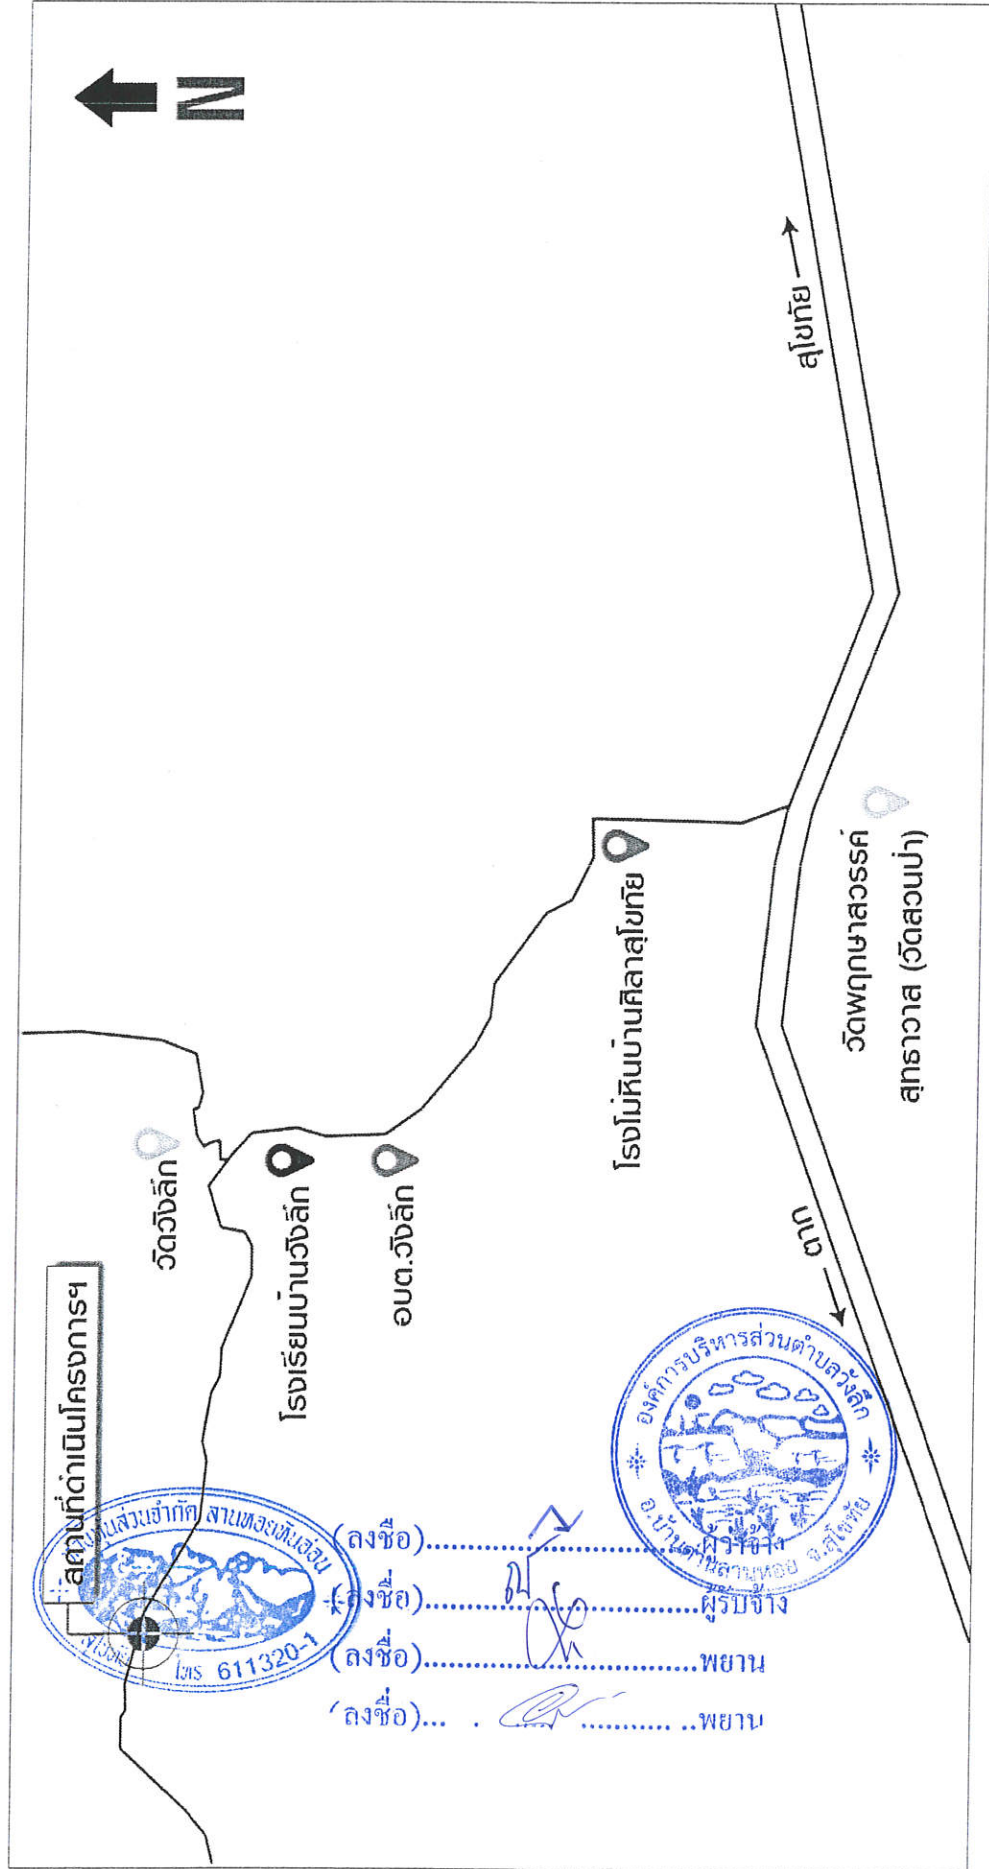 N
สถานที่ดำเนินโครงการฯ
วัดวังลึก
โรงเรียนบ้านวังลึก
อบต.วังลึก
โรงโม่หินบ้านศิลาสุโขทัย
สุโขทัย
ตาก
วัดพฤกษาสวรรค์
สุทธาวาส (วัดสวนป่า)
ห้างหุ้นส่วนจำกัด ลานหอยหินอ่อน
สุโขทัย
โทร 611320-1
องค์การบริหารส่วนตำบลวังลึก
อ.บ้านด่านลานหอย จ.สุโขทัย
(ลงชื่อ)..............................ผู้ว่าจ้าง
(ลงชื่อ)..............................ผู้รับจ้าง
(ลงชื่อ)..............................พยาน
(ลงชื่อ)..............................พยาน